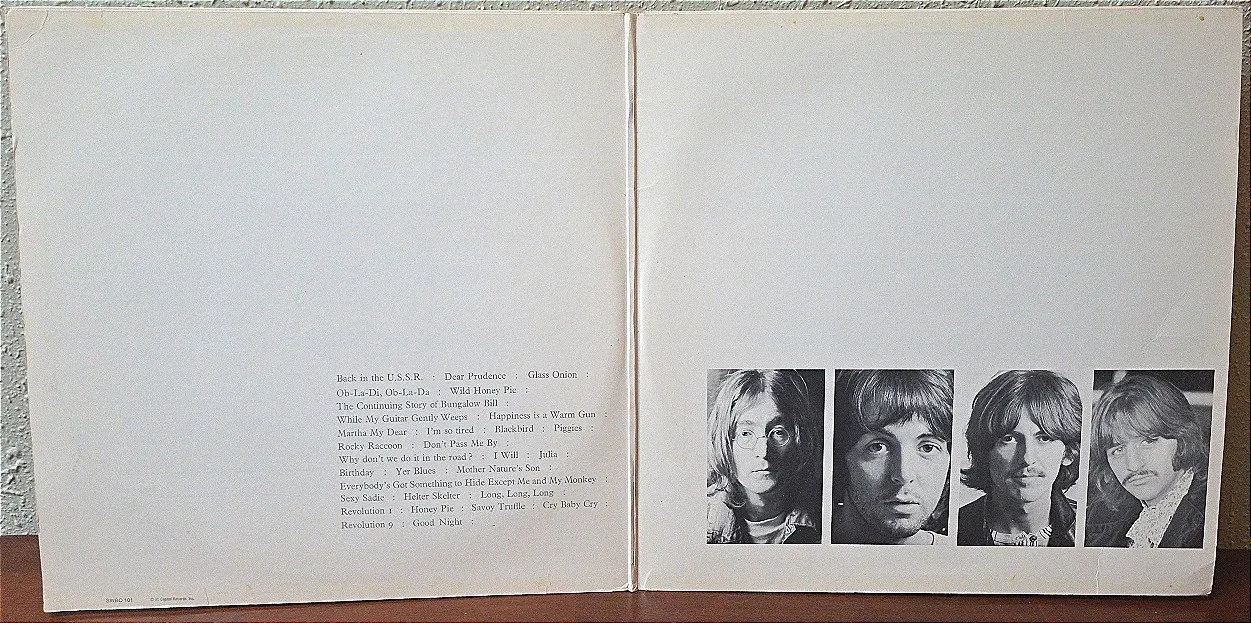 Back in the U.S.S.R. : Dear Prudence : Glass Onion :
Ob-La-Di, Ob-La-Da : Wild Honey Pie :
The Continuing Story of Bungalow Bill :
While My Guitar Gently Weeps : Happiness is a Warm Gun :
Martha My Dear : I'm so tired : Blackbird : Piggies :
Rocky Raccoon : Don't Pass Me By :
Why don't we do it in the road? : I Will : Julia :
Birthday : Yer Blues : Mother Nature's Son :
Everybody's Got Something to Hide Except Me and My Monkey :
Sexy Sadie : Helter Skelter : Long, Long, Long :
Revolution 1 : Honey Pie : Savoy Truffle : Cry Baby Cry :
Revolution 9 : Good Night :
SWBO 101 Capitol Records, Inc.